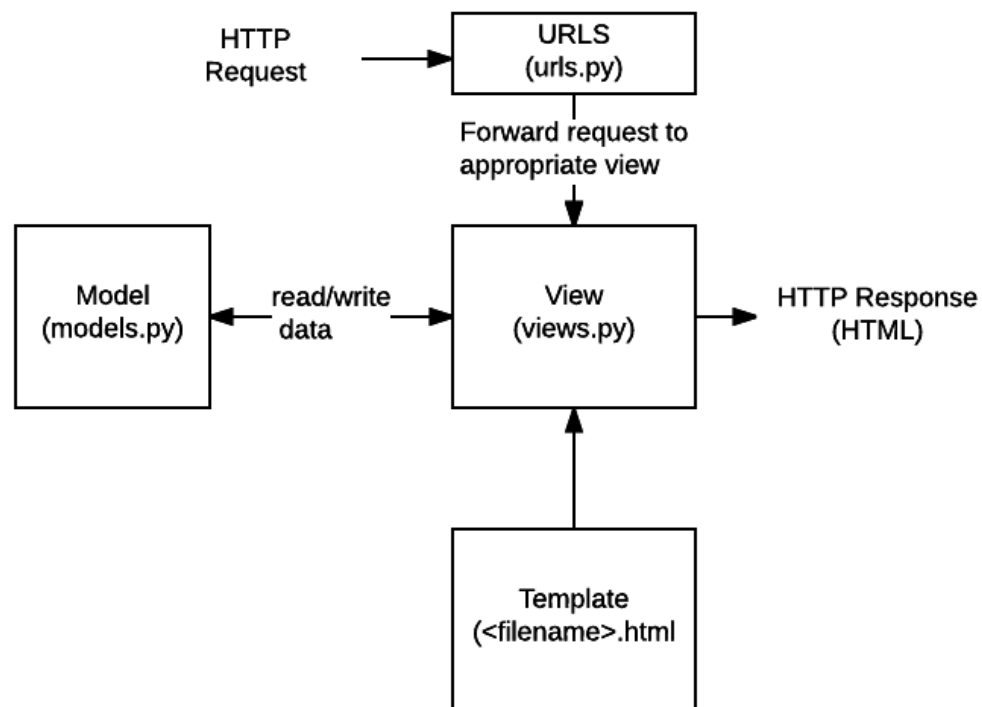 HTTP
Request
URLS
(urls.py)
Forward request to
appropriate view
Model
(models.py)
read/write
data
View
(views.py)
HTTP Response
(HTML)
Template
(<filename>.html